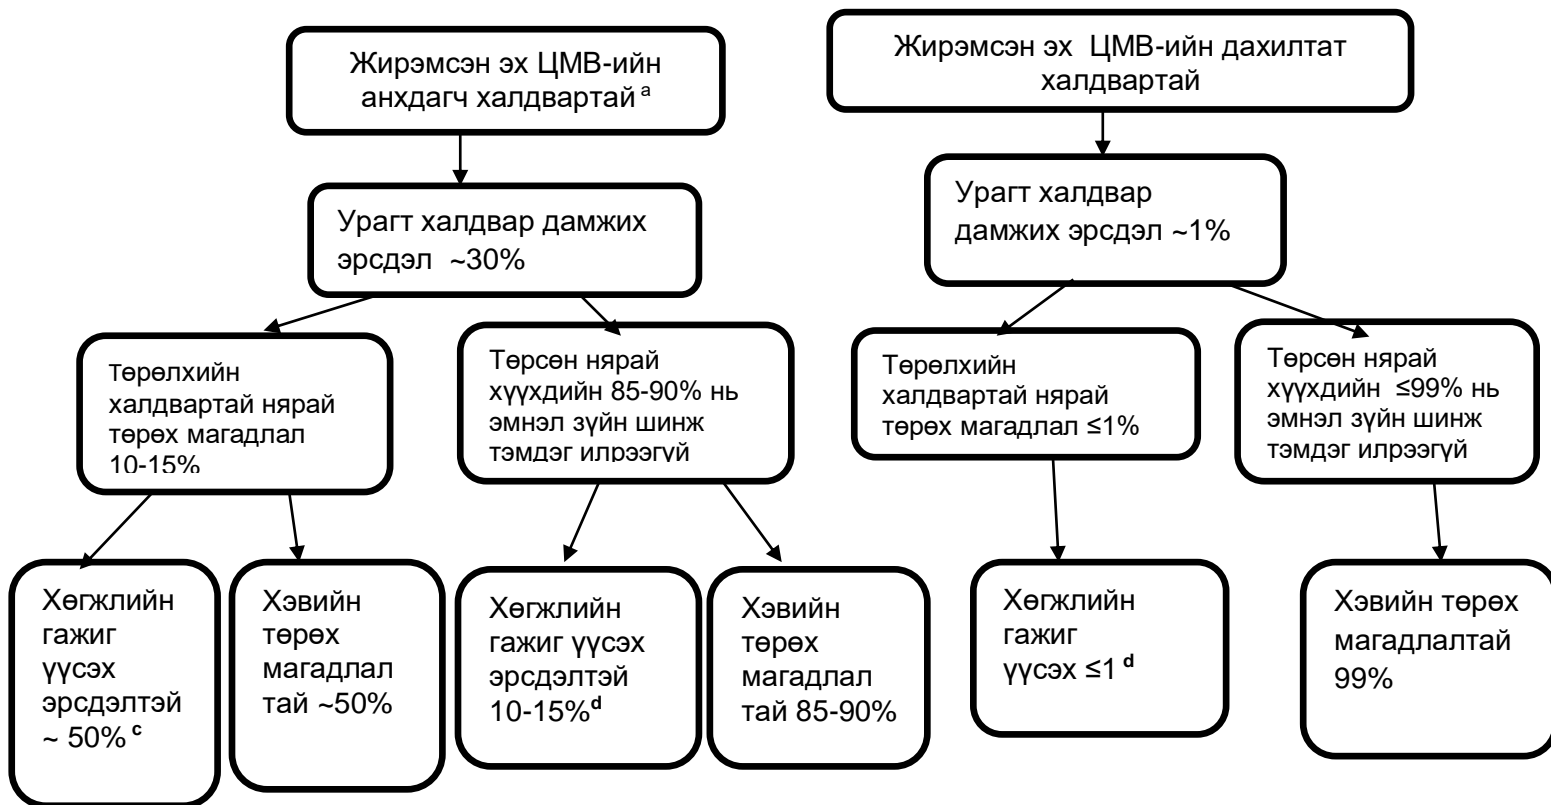 Жирэмсэн эх ЦМВ-ийн
анхдагч халдвартай a
Жирэмсэн эх ЦМВ-ийн дахилтат
халдвартай
Урагт халдвар дамжих
эрсдэл ~30%
Урагт халдвар
дамжих эрсдэл ~1%
Төрөлхийн
халдвартай нярай
төрөх магадлал
10-15%
Төрсөн нярай
хүүхдийн 85-90% нь
эмнэл зүйн шинж
тэмдэг илрээгүй
Төрөлхийн
халдвартай нярай
төрөх магадлал ≤1%
Төрсөн нярай
хүүхдийн ≤99% нь
эмнэл зүйн шинж
тэмдэг илрээгүй
Хөгжлийн
гажиг
үүсэх
эрсдэлтэй
~ 50% c
Хэвийн
төрөх
магадлал
тай ~50%
Хөгжлийн
гажиг үүсэх
эрсдэлтэй
10-15% d
Хэвийн
төрөх
магадлал
тай 85-90%
Хөгжлийн
гажиг
үүсэх ≤1 d
Хэвийн төрөх
магадлалтай
99%